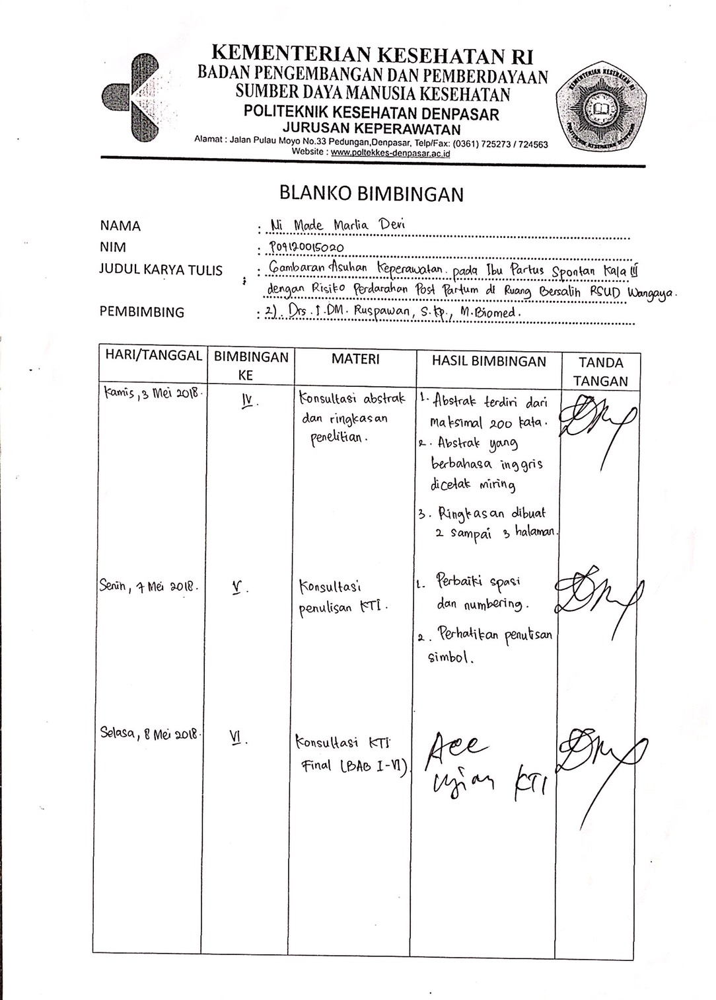 KEMENTERIAN KESEHATAN RI
BADAN PENGEMBANGAN DAN PEMBERDAYAAN
SUMBER DAYA MANUSIA KESEHATAN
POLITEKNIK KESEHATAN DENPASAR
JURUSAN KEPERAWATAN
Alamat : Jalan Pulau Moyo No.33 Pedungan,Denpasar, Telp/Fax: (0361) 725273 / 724563
Website : www.poltekkes-denpasar.ac.id
KEMENTERIAN KESEHATAN RI
POLITEKNIK KESEHATAN DENPASAR
BLANKO BIMBINGAN
NAMA : Ni Made Marlia Devi
NIM : P09120015020
JUDUL KARYA TULIS : Gambaran Asuhan Keperawatan pada Ibu Partus Spontan Kala III
dengan Risiko Perdarahan Post Partum di Ruang Bersalin RSUD Wangaya.
PEMBIMBING : 2). Drs. I.DM. Ruspawan, S.Kp., M.Biomed.
HARI/TANGGAL BIMBINGAN KE MATERI HASIL BIMBINGAN TANDA TANGAN
Kamis, 3 Mei 2018. IV. Konsultasi abstrak 1. Abstrak terdiri dari
dan ringkasan maksimal 200 kata.
penelitian. 2. Abstrak yang
berbahasa inggris
dicetak miring
3. Ringkasan dibuat
2 sampai 3 halaman.
Senin, 7 Mei 2018. V. Konsultasi 1. Perbaiki spasi
penulisan KTI. dan numbering.
2. Perhatikan penulisan
simbol.
Selasa, 8 Mei 2018. VI. Konsultasi KTI Acc
Final (BAB I-VI) ujian KTI